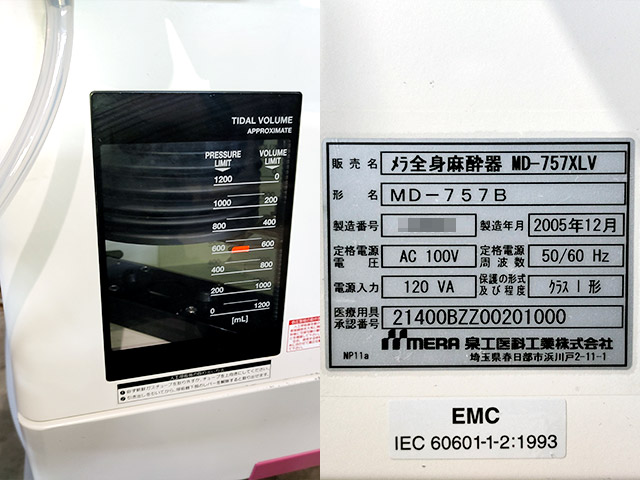 TIDAL VOLUME
APPROXIMATE
PRESSURE LIMIT
VOLUME LIMIT
1200 0
1000 200
800 400
600 600
400 800
200 1000
0 1200
[mL]
販売名 メラ全身麻酔器 MD-757XLV
形名 MD-757B
製造番号 製造年月 2005年12月
定格電源電圧 AC 100V 定格電源周波数 50/60 Hz
電源入力 120 VA 保護の形式及び程度 クラス I 形
医療用具承認番号 21400BZZ00201000
MERA 泉工医科工業株式会社
NP11a 埼玉県春日部市浜川戸2-11-1
EMC
IEC 60601-1-2:1993